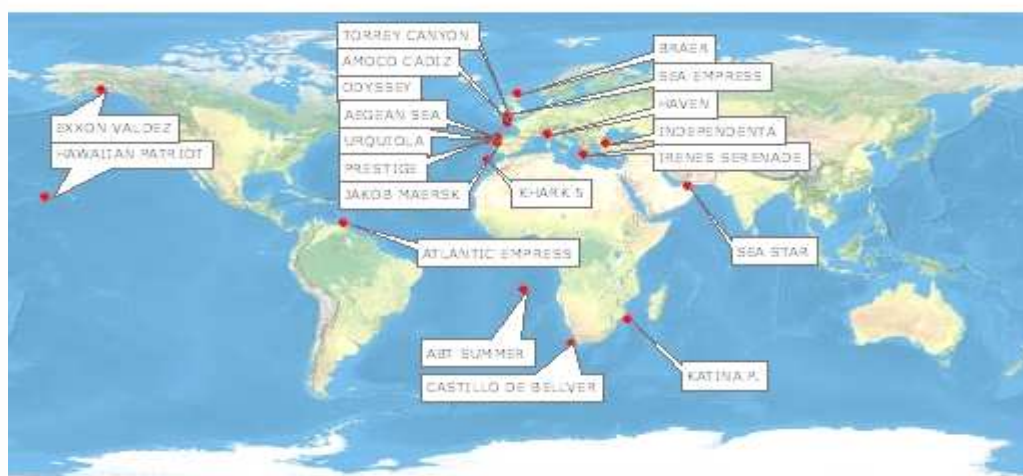 TORREY CANYON
AMOCO CADIZ
ODYSSEY
AEGEAN SEA
URQUIOLA
PRESTIGE
JAKOB MAERSK
KHARK 5
BRAER
SEA EMPRESS
HAVEN
INDEPENDENTA
IRENES SERENADE
EXXON VALDEZ
HAWAIIAN PATRIOT
ATLANTIC EMPRESS
SEA STAR
ABT SUMMER
CASTILLO DE BELLVER
KATINA P.